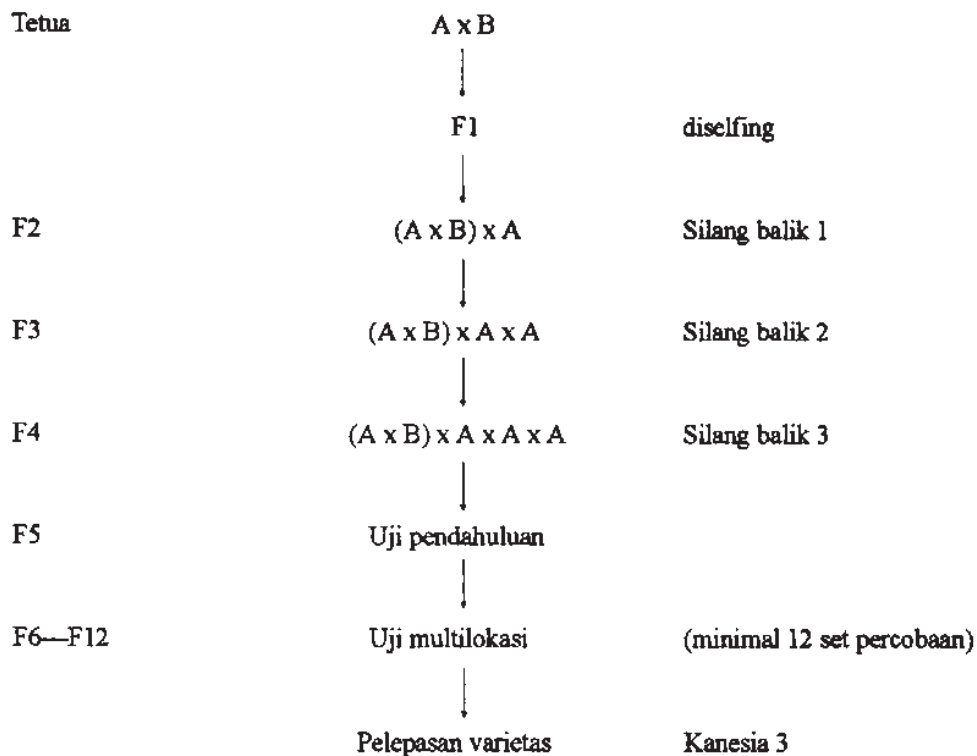 Tetua A x B
F1 diselfing
F2 (A x B) x A Silang balik 1
F3 (A x B) x A x A Silang balik 2
F4 (A x B) x A x A x A Silang balik 3
F5 Uji pendahuluan
F6—F12 Uji multilokasi (minimal 12 set percobaan)
Pelepasan varietas Kanesia 3